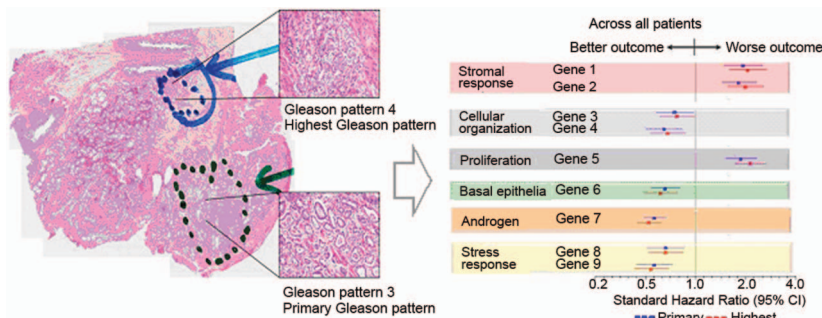 Gleason pattern 4
Highest Gleason pattern
Gleason pattern 3
Primary Gleason pattern
Across all patients
Better outcome
Worse outcome
Stromal
response
Gene 1
Gene 2
Cellular
organization
Gene 3
Gene 4
Proliferation
Gene 5
Basal epithelia
Gene 6
Androgen
Gene 7
Stress
response
Gene 8
Gene 9
0.2 0.5 1.0 2.0 4.0
Standard Hazard Ratio (95% CI)
Primary Highest